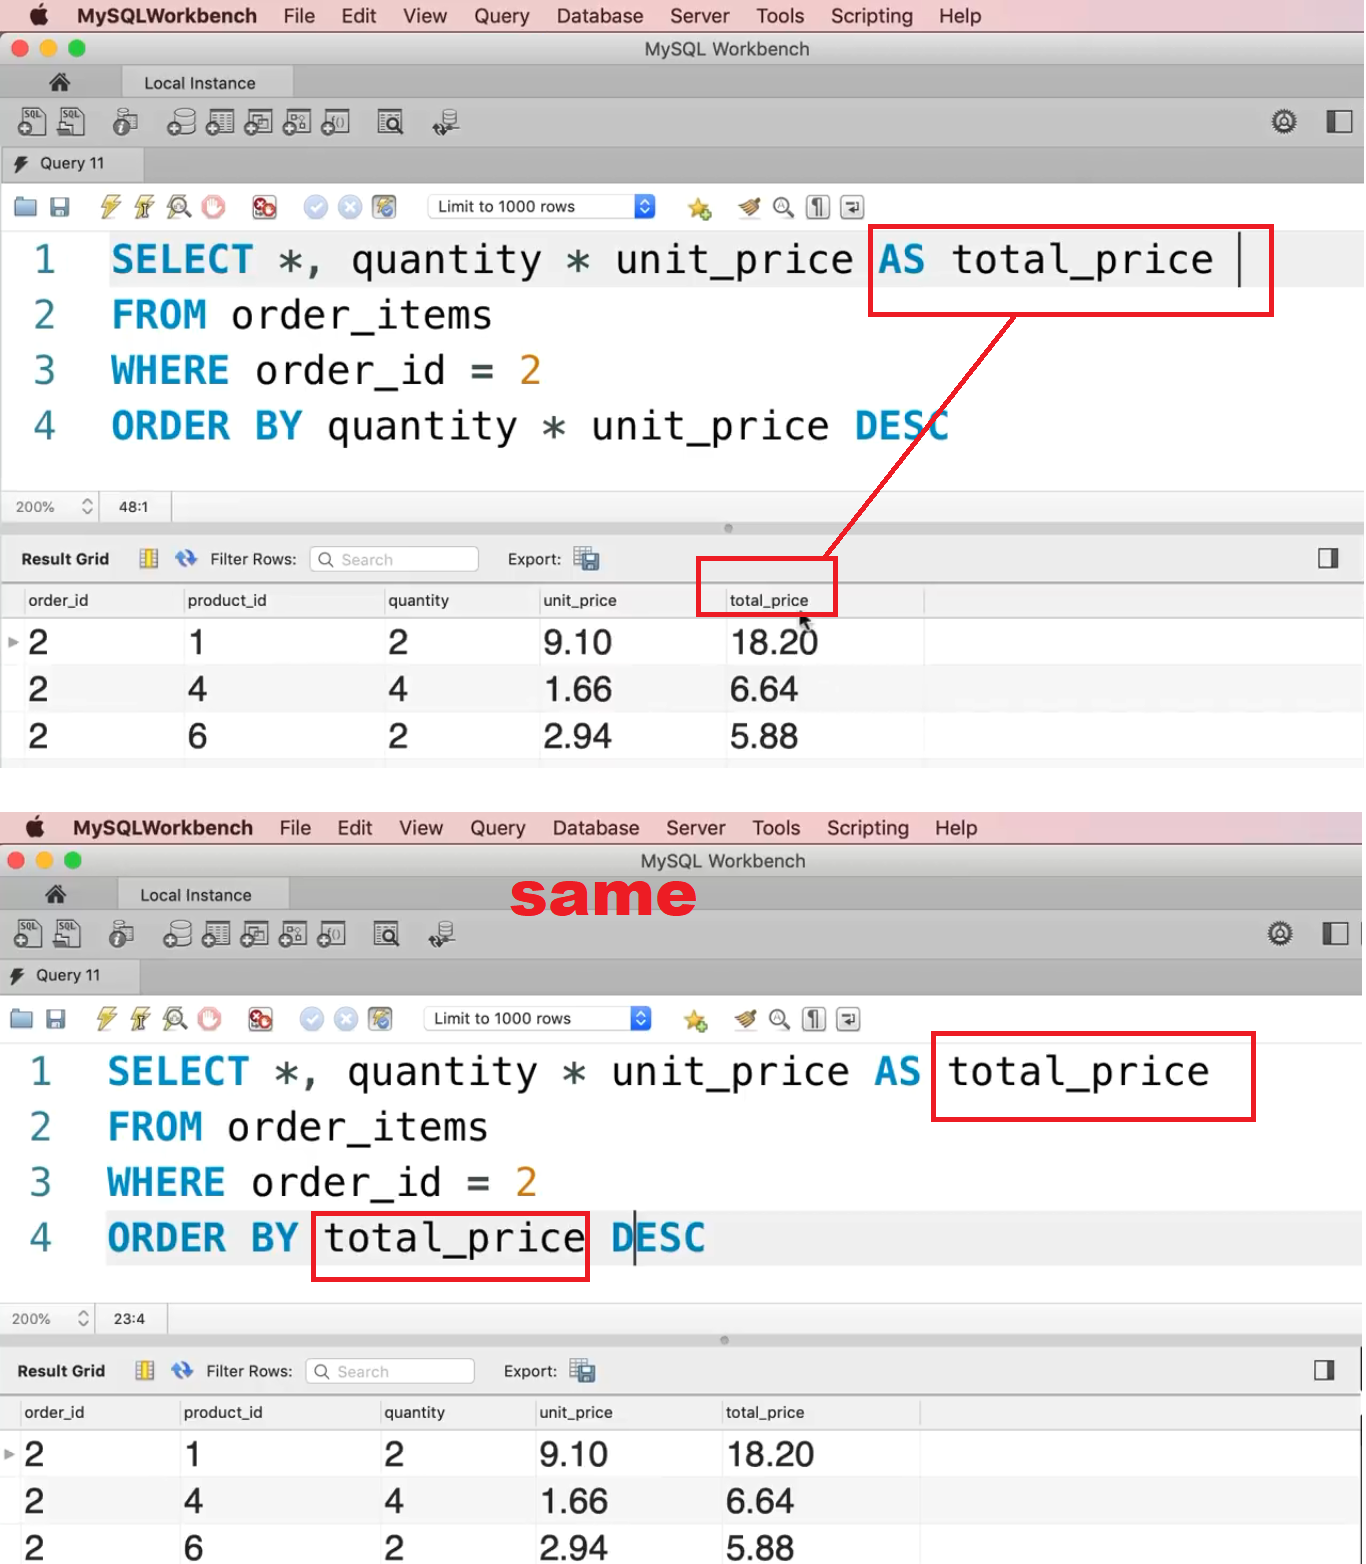 MySQLWorkbench File Edit View Query Database Server Tools Scripting Help
MySQL Workbench
Local Instance
SQL SQL
Query 11
Limit to 1000 rows
1 SELECT *, quantity * unit_price AS total_price
2 FROM order_items
3 WHERE order_id = 2
4 ORDER BY quantity * unit_price DESC
200% 48:1
Result Grid Filter Rows: Search Export:
order_id product_id quantity unit_price total_price
2 1 2 9.10 18.20
2 4 4 1.66 6.64
2 6 2 2.94 5.88
MySQLWorkbench File Edit View Query Database Server Tools Scripting Help
MySQL Workbench
Local Instance same
SQL SQL
Query 11
Limit to 1000 rows
1 SELECT *, quantity * unit_price AS total_price
2 FROM order_items
3 WHERE order_id = 2
4 ORDER BY total_price DESC
200% 23:4
Result Grid Filter Rows: Search Export:
order_id product_id quantity unit_price total_price
2 1 2 9.10 18.20
2 4 4 1.66 6.64
2 6 2 2.94 5.88